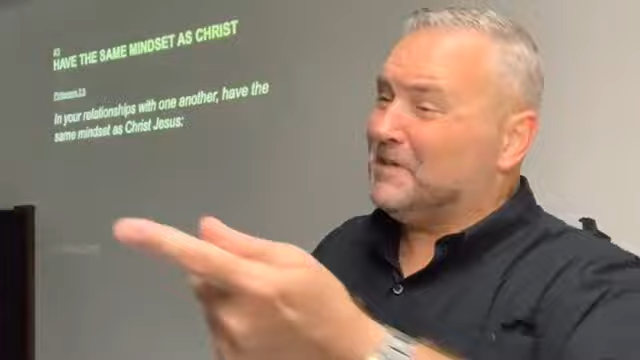 #3
HAVE THE SAME MINDSET AS CHRIST
In your relationships with one another, have the
same mindset as Christ Jesus: